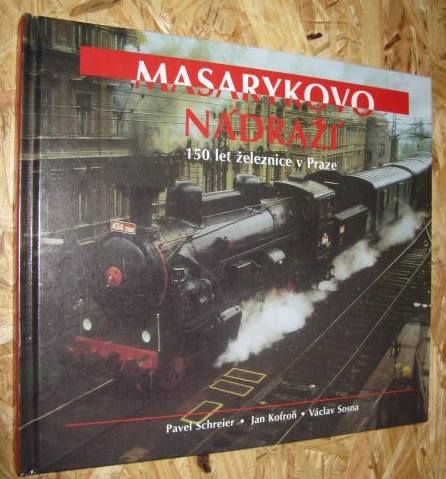 MASARYKOVO
NÁDRAŽÍ
150 let železnice v Praze
Pavel Schreier • Jan Kofroň • Václav Sosna